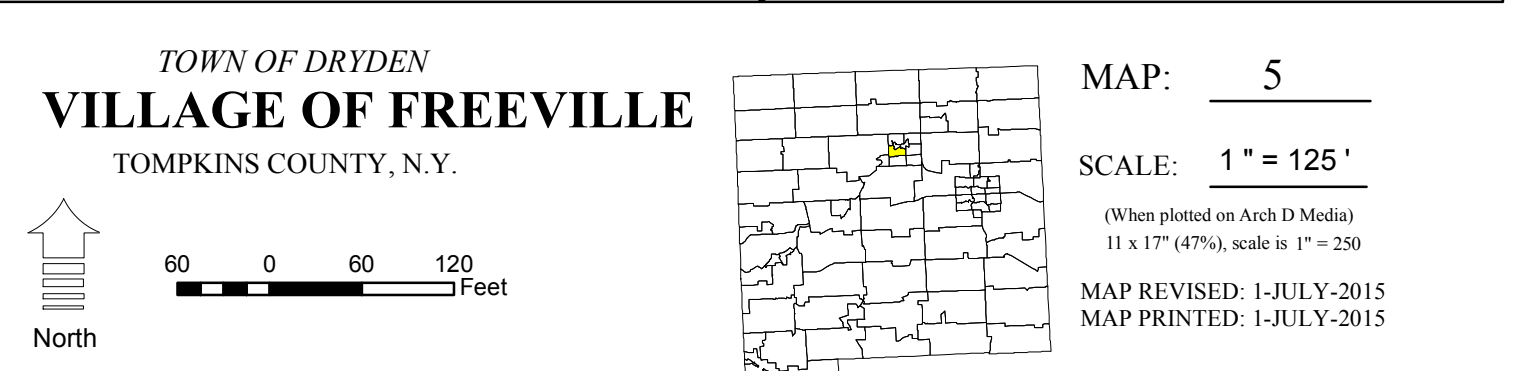 TOWN OF DRYDEN
VILLAGE OF FREEVILLE
TOMPKINS COUNTY, N.Y.
North
60 0 60 120
Feet
MAP: 5
SCALE: 1 " = 125 '
(When plotted on Arch D Media)
11 x 17" (47%), scale is 1" = 250
MAP REVISED: 1-JULY-2015
MAP PRINTED: 1-JULY-2015